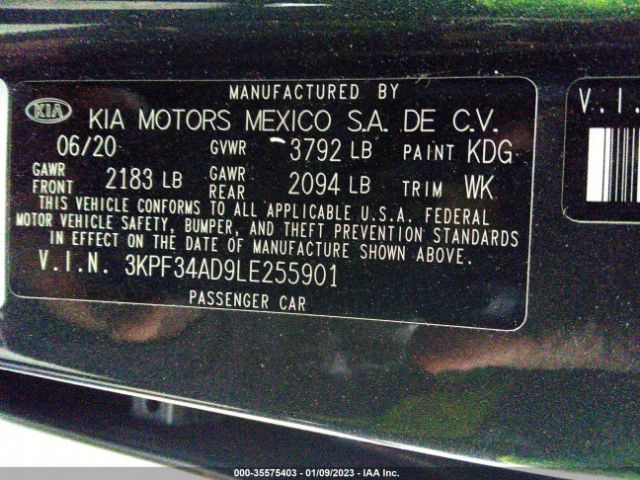 MANUFACTURED BY
KIA KIA MOTORS MEXICO S.A. DE C.V.
06/20 GVWR 3792 LB PAINT KDG
GAWR FRONT 2183 LB GAWR REAR 2094 LB TRIM WK
THIS VEHICLE CONFORMS TO ALL APPLICABLE U.S.A. FEDERAL
MOTOR VEHICLE SAFETY, BUMPER, AND THEFT PREVENTION STANDARDS
IN EFFECT ON THE DATE OF MANUFACTURE SHOWN ABOVE.
V.I.N. 3KPF34AD9LE255901
PASSENGER CAR
V.I.
000-35575403 - 01/09/2023 - IAA Inc.